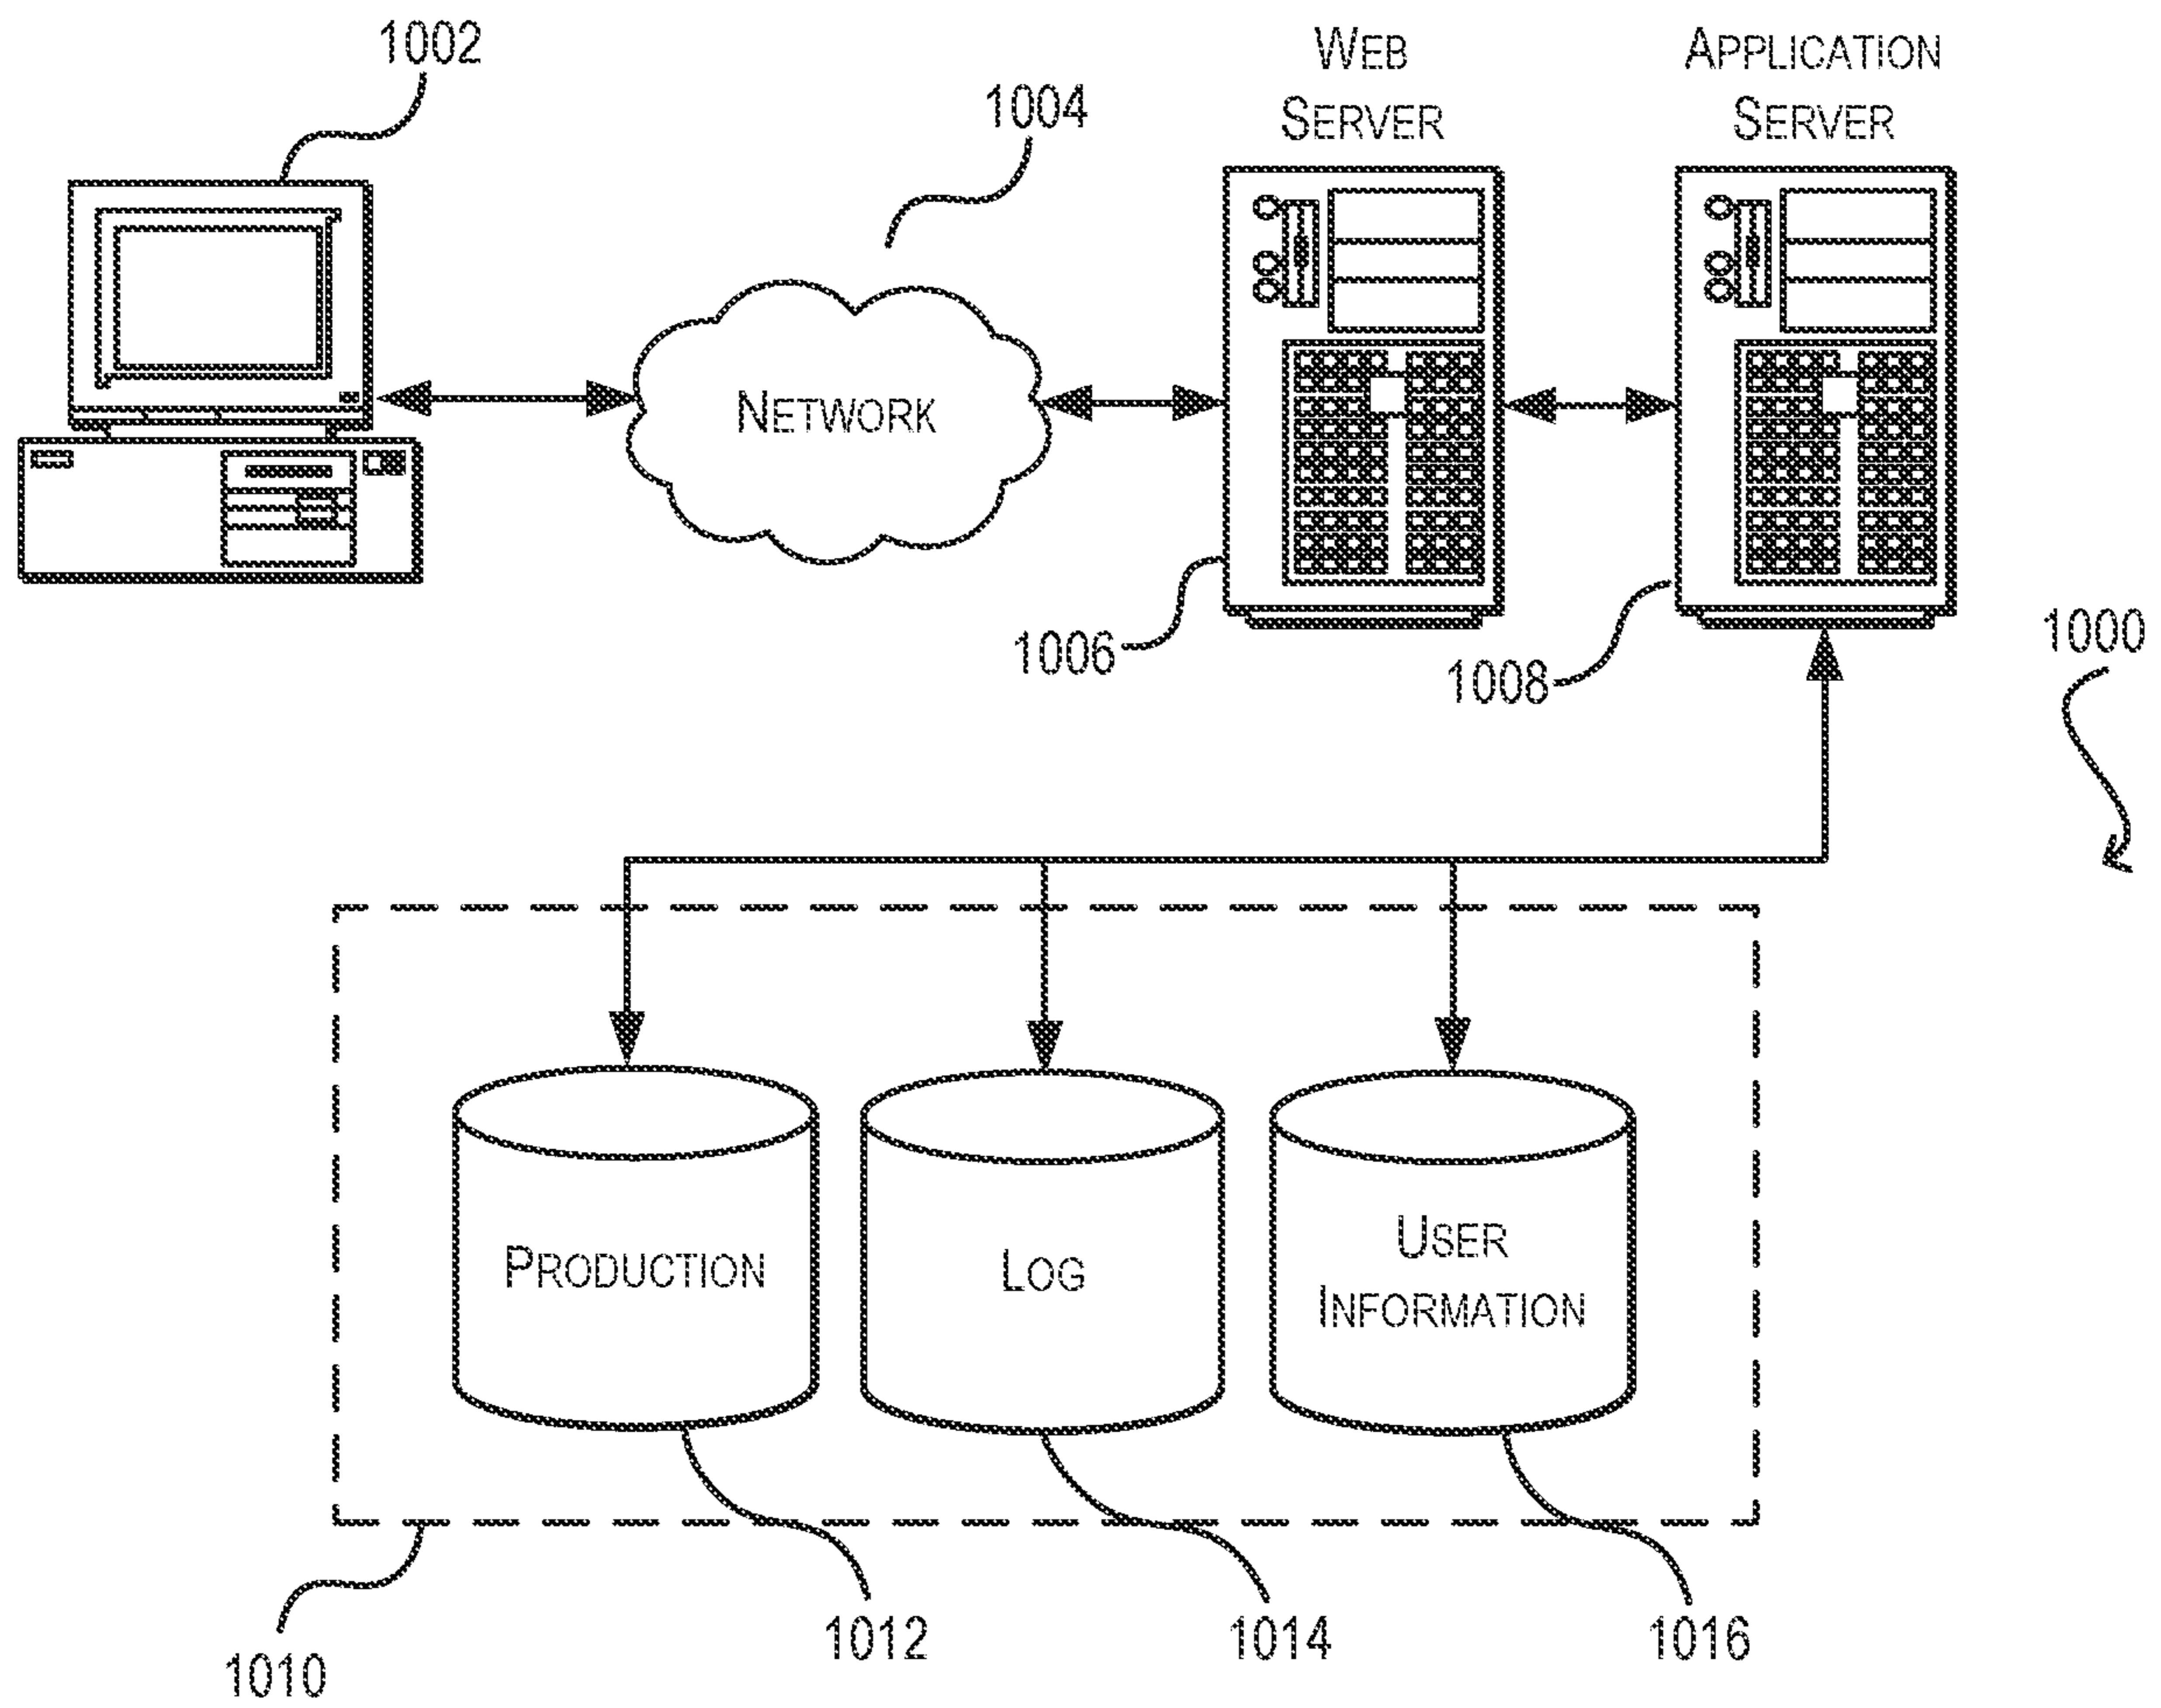 1002
1004
WEB
SERVER
APPLICATION
SERVER
NETWORK
1006
1008
1000
PRODUCTION
LOG
USER
INFORMATION
1010
1012
1014
1016